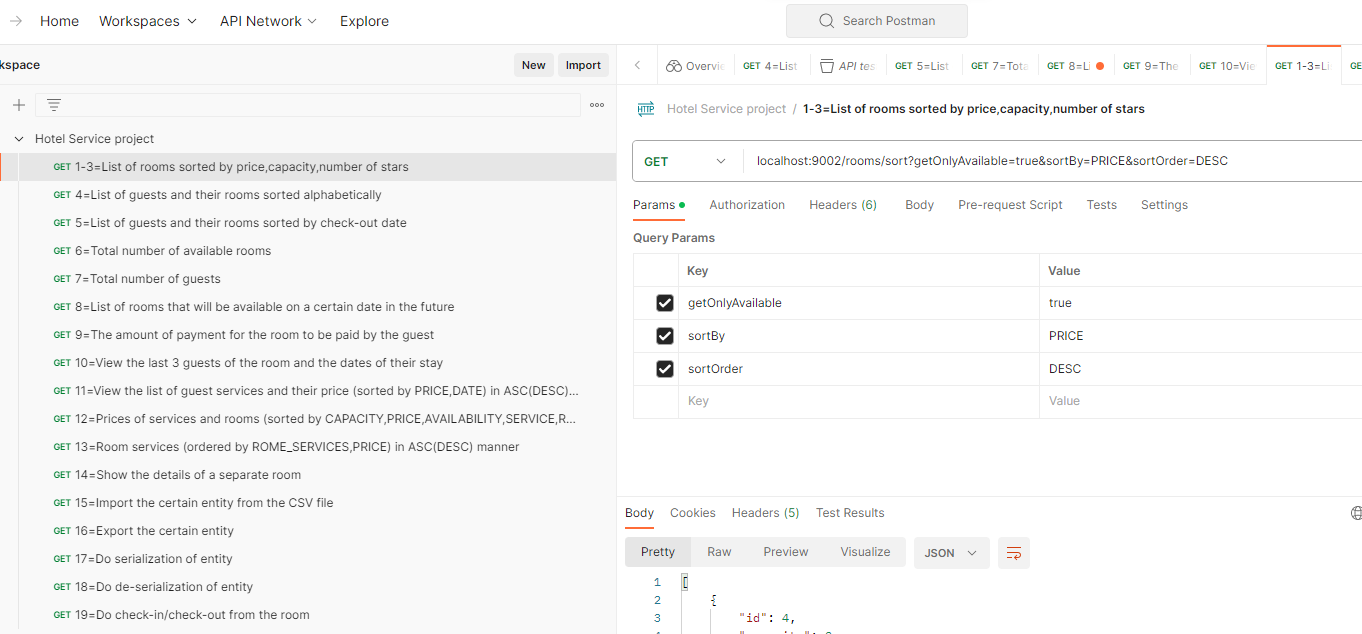 Home Workspaces API Network Explore Search Postman
kspace New Import
Overvi GET 4=List API tes GET 5=List GET 7=Tota GET 8=Li GET 9=The GET 10=Vie GET 1-3=Li GE
Hotel Service project / 1-3=List of rooms sorted by price,capacity,number of stars
Hotel Service project
GET 1-3=List of rooms sorted by price,capacity,number of stars
GET 4=List of guests and their rooms sorted alphabetically
GET 5=List of guests and their rooms sorted by check-out date
GET 6=Total number of available rooms
GET 7=Total number of guests
GET 8=List of rooms that will be available on a certain date in the future
GET 9=The amount of payment for the room to be paid by the guest
GET 10=View the last 3 guests of the room and the dates of their stay
GET 11=View the list of guest services and their price (sorted by PRICE,DATE) in ASC(DESC)...
GET 12=Prices of services and rooms (sorted by CAPACITY,PRICE,AVAILABILITY,SERVICE,R...
GET 13=Room services (ordered by ROME_SERVICES,PRICE) in ASC(DESC) manner
GET 14=Show the details of a separate room
GET 15=Import the certain entity from the CSV file
GET 16=Export the certain entity
GET 17=Do serialization of entity
GET 18=Do de-serialization of entity
GET 19=Do check-in/check-out from the room
HTTP
GET localhost:9002/rooms/sort?getOnlyAvailable=true&sortBy=PRICE&sortOrder=DESC
Params Authorization Headers (6) Body Pre-request Script Tests Settings
Query Params
Key Value
getOnlyAvailable true
sortBy PRICE
sortOrder DESC
Key Value
Body Cookies Headers (5) Test Results
Pretty Raw Preview Visualize JSON
1 [
2 {
3 "id": 4,